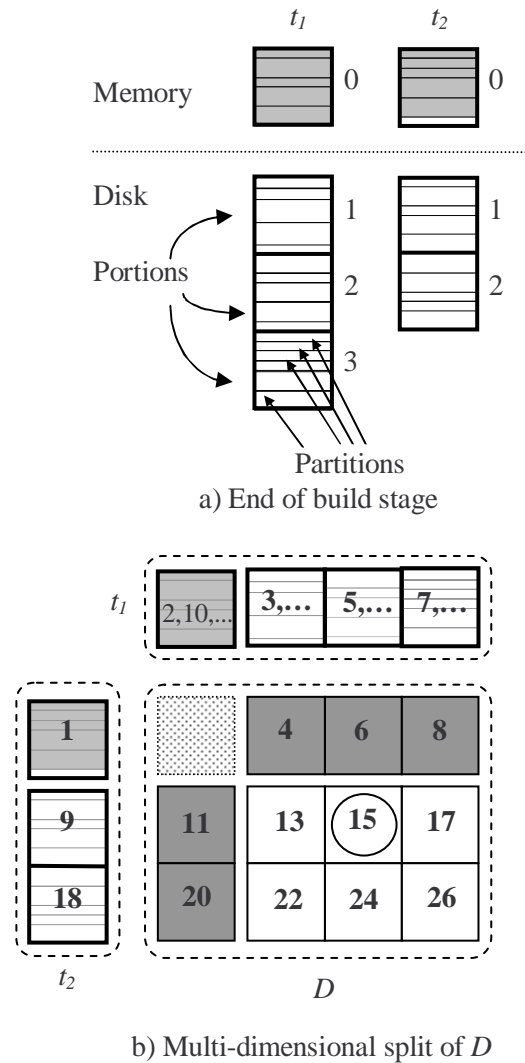 t1 t2
Memory 0 0
Disk
1 1
Portions
2 2
3
Partitions
a) End of build stage
t1 2,10,... 3,... 5,... 7,...
1 4 6 8
9 11 13 15 17
18 20 22 24 26
t2 D
b) Multi-dimensional split of D